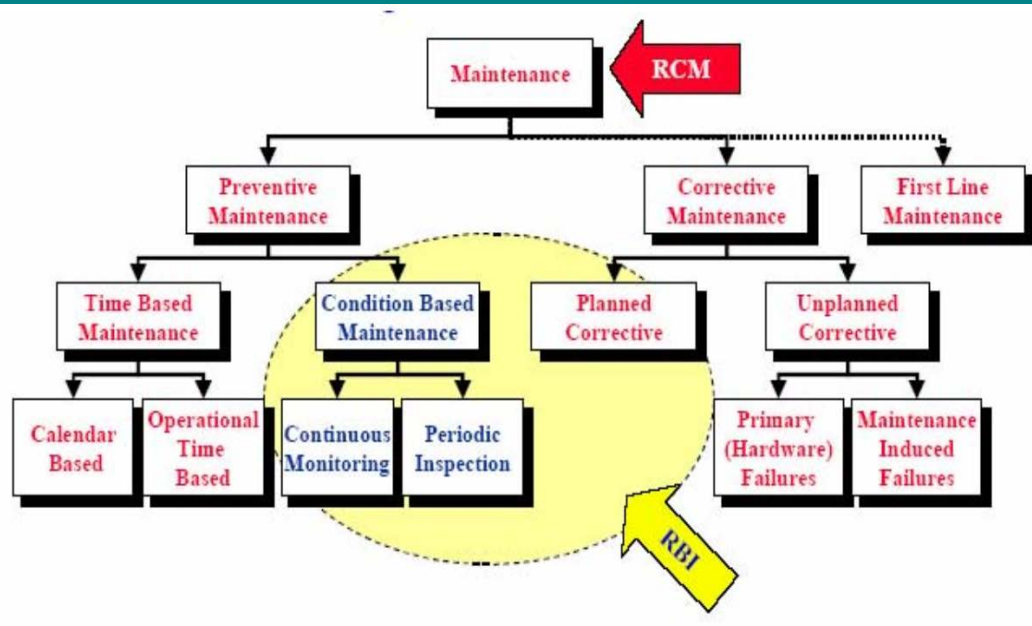 Maintenance
RCM
Preventive
Maintenance
Corrective
Maintenance
First Line
Maintenance
Time Based
Maintenance
Condition Based
Maintenance
Planned
Corrective
Unplanned
Corrective
Calendar
Based
Operational
Time
Based
Continuous
Monitoring
Periodic
Inspection
Primary
(Hardware)
Failures
Maintenance
Induced
Failures
RBI